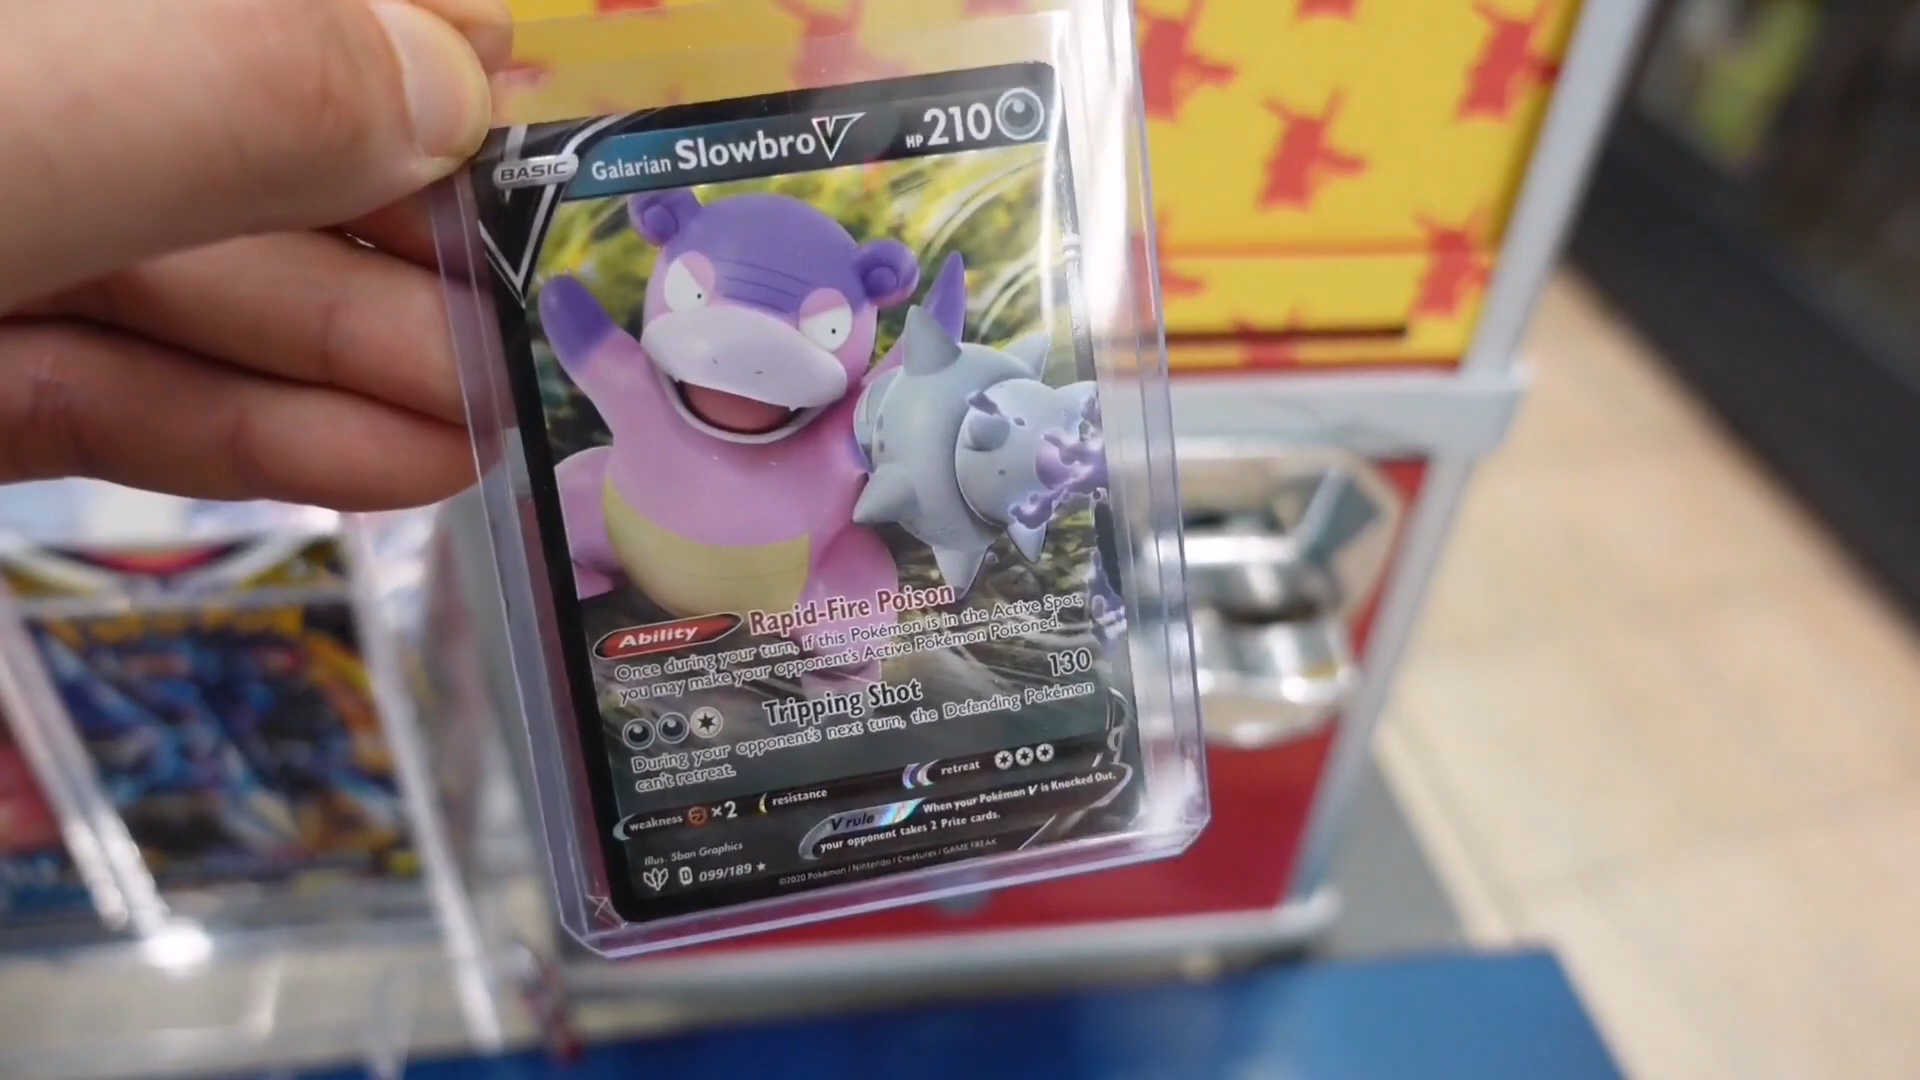 BASIC Galarian SlowbroV HP 210
Ability Rapid-Fire Poison
Once during your turn, if this Pokémon is in the Active Spot,
you may make your opponent's Active Pokémon Poisoned.
Tripping Shot 130
During your opponent's next turn, the Defending Pokémon
can't retreat.
weakness ×2 resistance retreat
V rule When your Pokémon V is Knocked Out,
your opponent takes 2 Prize cards.
Illus. 5ban Graphics
D 099/189 ★ ©2020 Pokémon / Nintendo / Creatures / GAME FREAK